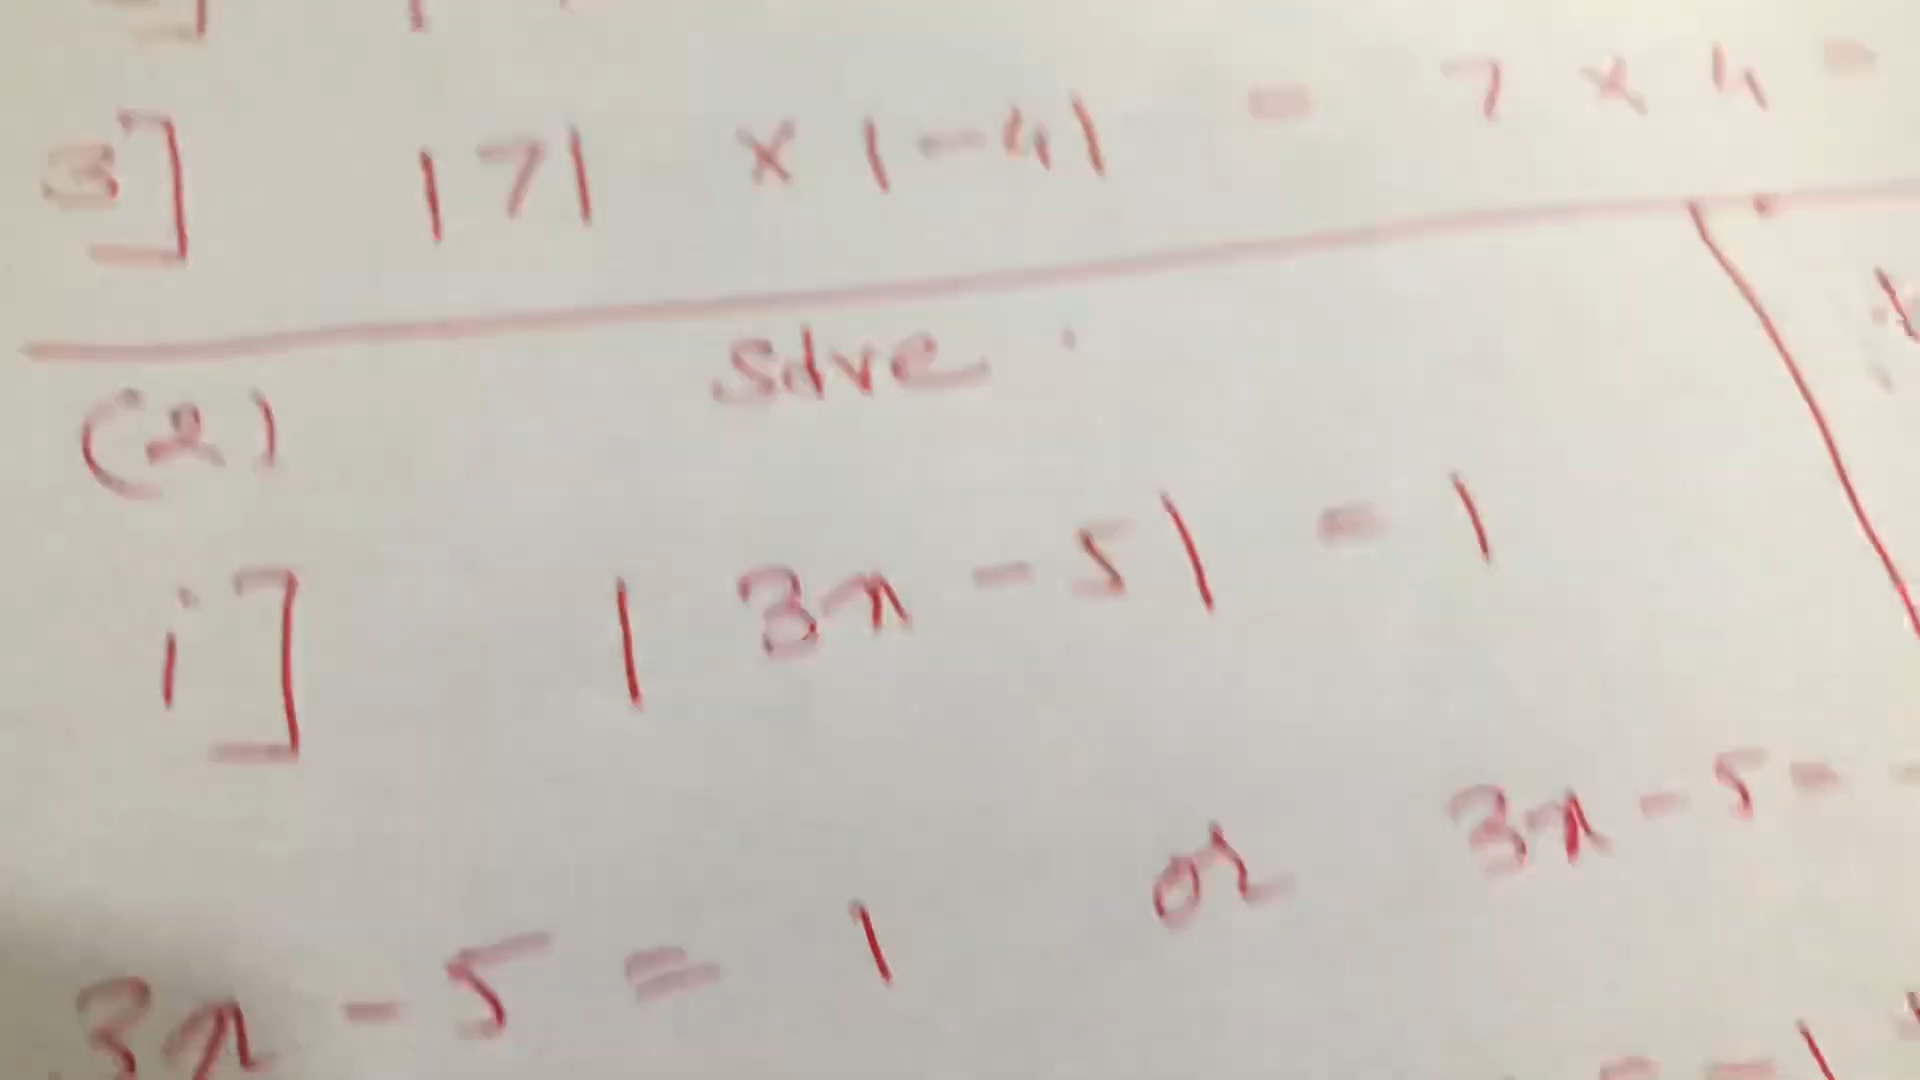 3] |7| × |-4| = 7 × 4 =
(2) Solve
i] |3x - 5| = 1
3x - 5 = 1 or 3x - 5 =